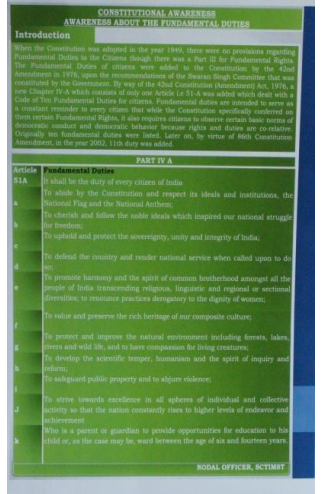 CONSTITUTIONAL AWARENESS
AWARENESS ABOUT THE FUNDAMENTAL DUTIES
Introduction
When the Constitution was adopted in the year 1949, there were no provisions regarding
Fundamental Duties to the Citizens though there was a Part III for Fundamental Rights.
The Fundamental Duties of citizens were added to the Constitution by the 42nd
Amendment in 1976, upon the recommendations of the Swaran Singh Committee that was
constituted by the Government. By way of the 42nd Constitution (Amendment) Act, 1976, a
new Chapter IV-A which consists of only one Article i.e 51-A was added which dealt with a
Code of Ten Fundamental Duties for citizens. Fundamental duties are intended to serve as
a constant reminder to every citizen that while the Constitution specifically conferred on
them certain Fundamental Rights, it also requires citizens to observe certain basic norms of
democratic conduct and democratic behavior because rights and duties are co-relative.
Originally ten fundamental duties were listed. Later on, by virtue of 86th Constitution
Amendment, in the year 2002, 11th duty was added.
PART IV A
Article Fundamental Duties
51A It shall be the duty of every citizen of India
To abide by the Constitution and respect its ideals and institutions, the
a National Flag and the National Anthem;
To cherish and follow the noble ideals which inspired our national struggle
b for freedom;
To uphold and protect the sovereignty, unity and integrity of India;
c
To defend the country and render national service when called upon to do
d so;
To promote harmony and the spirit of common brotherhood amongst all the
e people of India transcending religious, linguistic and regional or sectional
diversities; to renounce practices derogatory to the dignity of women;
To value and preserve the rich heritage of our composite culture;
f
To protect and improve the natural environment including forests, lakes,
g rivers and wild life, and to have compassion for living creatures;
To develop the scientific temper, humanism and the spirit of inquiry and
h reform;
To safeguard public property and to abjure violence;
i
To strive towards excellence in all spheres of individual and collective
J activity so that the nation constantly rises to higher levels of endeavor and
achievement
Who is a parent or guardian to provide opportunities for education to his
k child or, as the case may be, ward between the age of six and fourteen years.
NODAL OFFICER, SCTIMST